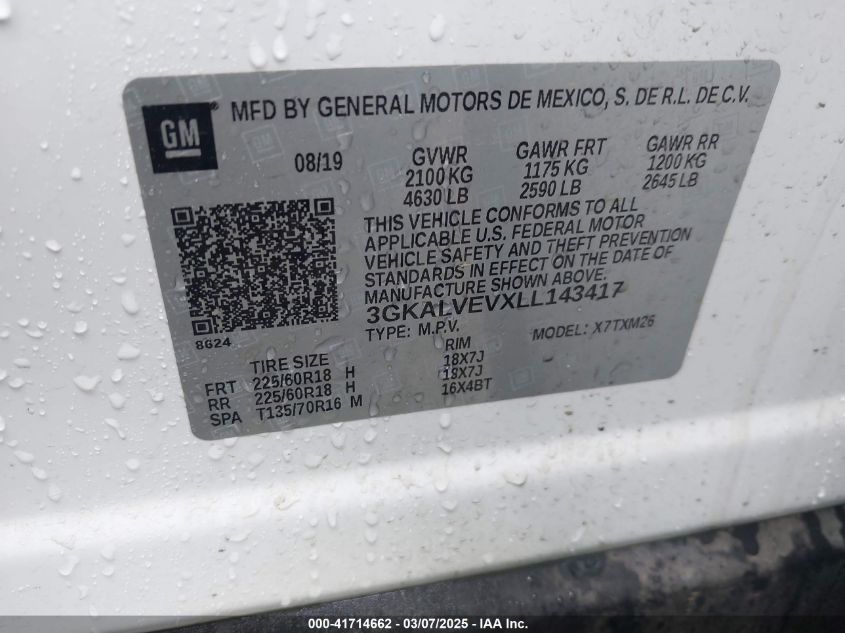 GM ® MFD BY GENERAL MOTORS DE MEXICO, S. DE R.L. DE C.V.
08/19
GVWR GAWR FRT GAWR RR
2100 KG 1175 KG 1200 KG
4630 LB 2590 LB 2645 LB
THIS VEHICLE CONFORMS TO ALL
APPLICABLE U.S. FEDERAL MOTOR
VEHICLE SAFETY AND THEFT PREVENTION
STANDARDS IN EFFECT ON THE DATE OF
MANUFACTURE SHOWN ABOVE.
3GKALVEVXLL143417
TYPE: M.P.V. MODEL: X7TXM26
8624
TIRE SIZE RIM
FRT 225/60R18 H 18X7J
RR 225/60R18 H 18X7J
SPA T135/70R16 M 16X4BT
000-41714662 - 03/07/2025 - IAA Inc.